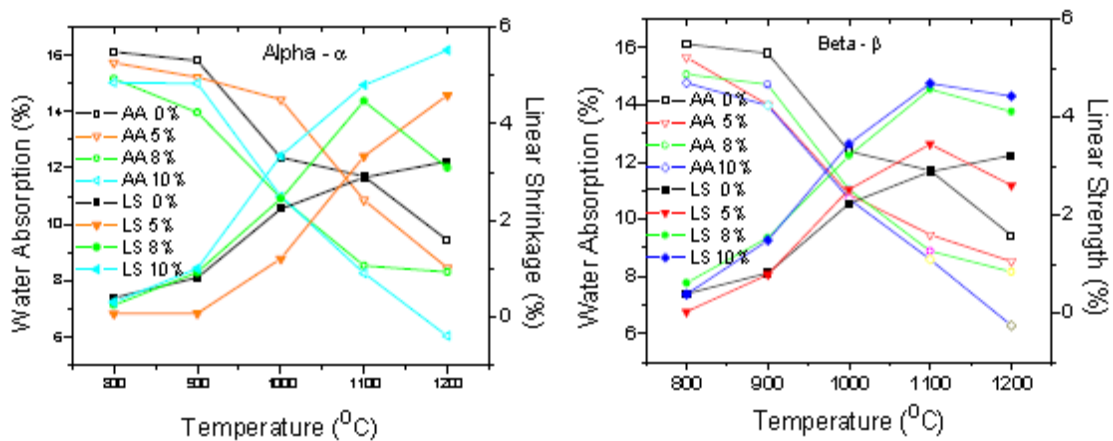 Alpha - α
Water Absorption (%)
16
14
12
10
8
6
AA 0%
AA 5%
AA 8%
AA 10%
LS 0%
LS 5%
LS 8%
LS 10%
6
4
2
0
Linear Shrinkage (%)
800
900
1000
1100
1200
Temperature (⁰C)
Beta - β
Water Absorption (%)
16
14
12
10
8
6
AA 0%
AA 5%
AA 8%
AA 10%
LS 0%
LS 5%
LS 8%
LS 10%
6
4
2
0
Linear Strength (%)
800
900
1000
1100
1200
Temperature (⁰C)